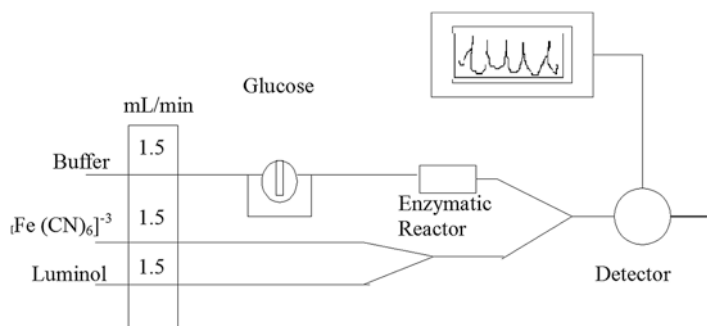 Glucose
mL/min
1.5
Buffer
1.5
[Fe (CN)6]-3
Enzymatic
Reactor
1.5
Luminol
Detector